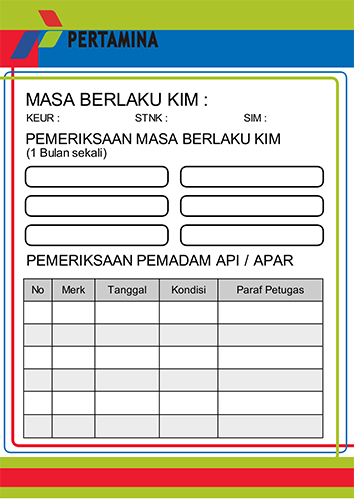 PERTAMINA
MASA BERLAKU KIM :
KEUR : STNK : SIM :
PEMERIKSAAN MASA BERLAKU KIM
(1 Bulan sekali)
PEMERIKSAAN PEMADAM API / APAR
No Merk Tanggal Kondisi Paraf Petugas